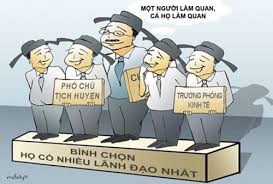 MỘT NGƯỜI LÀM QUAN,
CẢ HỌ LÀM QUAN
PHÓ CHỦ
TỊCH HUYỆN
TRƯỞNG PHÒNG
KINH TẾ
BÌNH CHỌN
HỌ CÓ NHIỀU LÃNH ĐẠO NHẤT